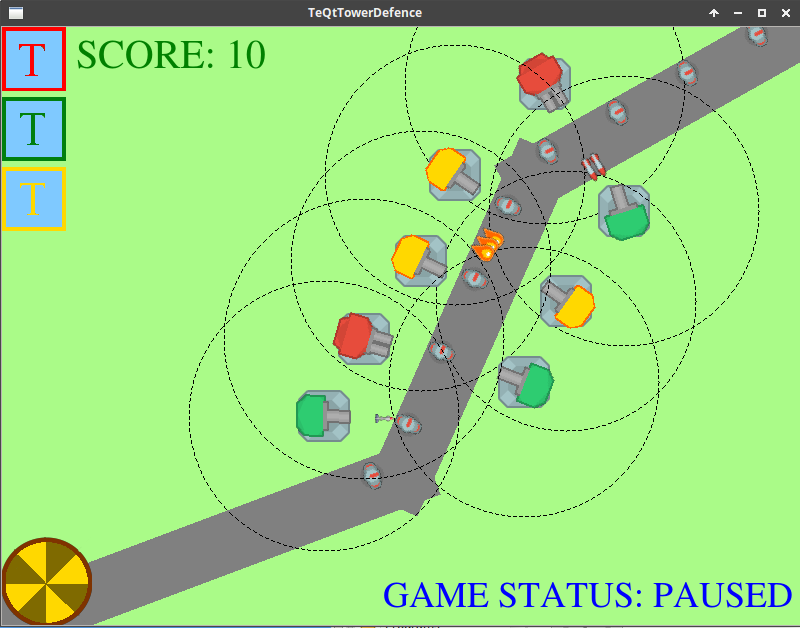 TeQtTowerDefence
T
SCORE: 10
T
T
GAME STATUS: PAUSED